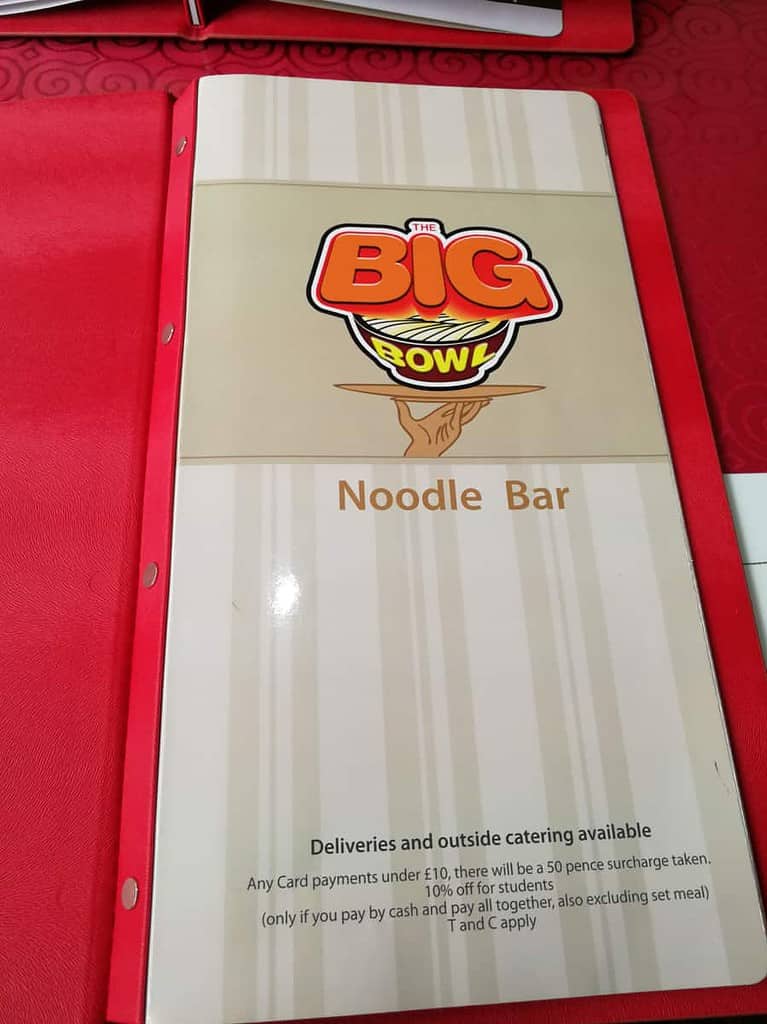 THE
BIG
BOWL
Noodle Bar
Deliveries and outside catering available
Any Card payments under £10, there will be a 50 pence surcharge taken.
10% off for students
(only if you pay by cash and pay all together, also excluding set meal)
T and C apply